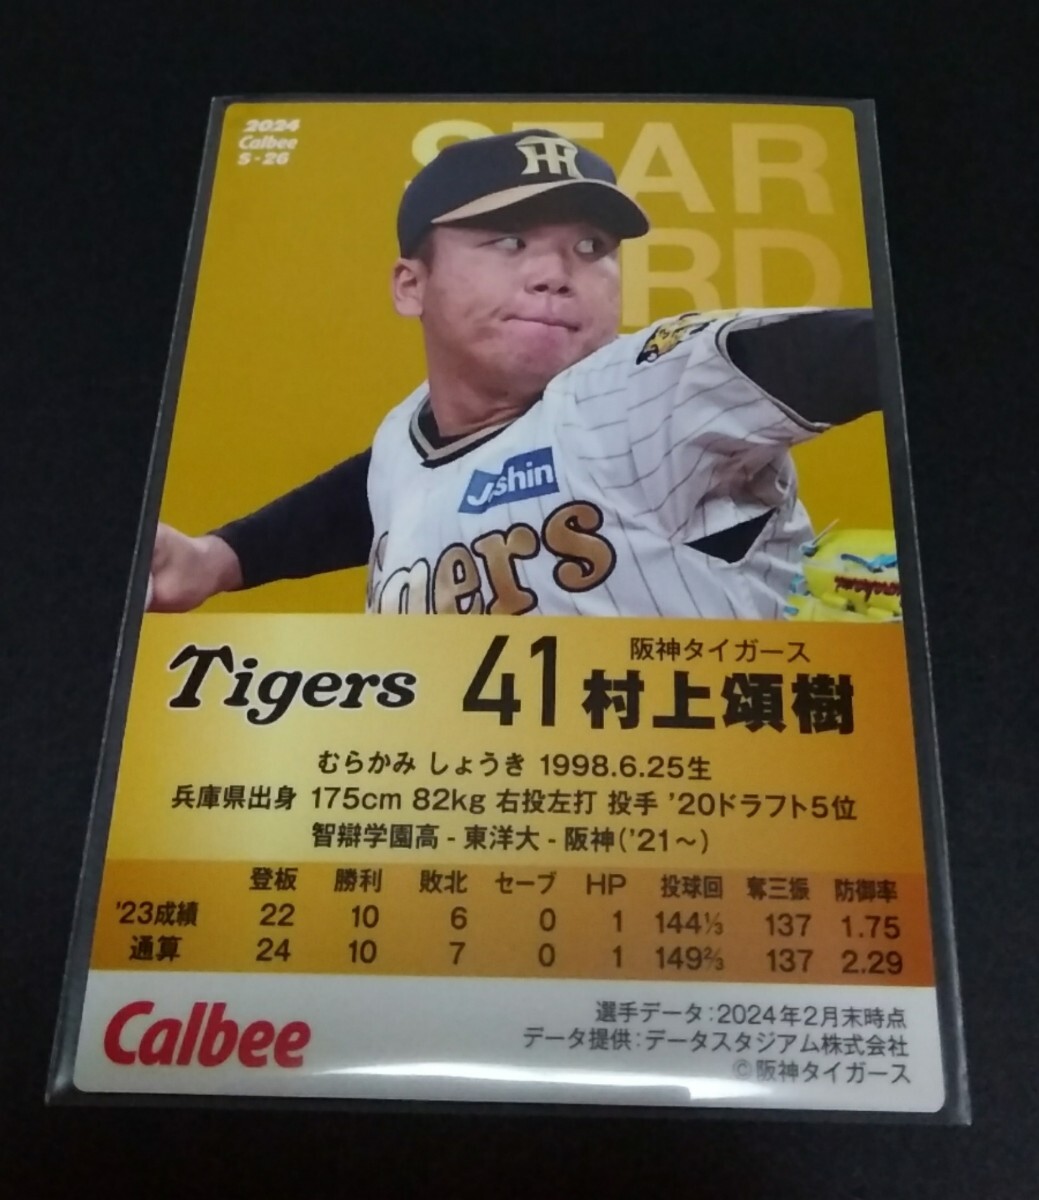 2024
Calbee
S・26
STAR
RD
Joshin
Tigers
阪神タイガース
Tigers 41 村上頌樹
むらかみ しょうき 1998.6.25生
兵庫県出身 175cm 82kg 右投左打 投手 '20ドラフト5位
智辯学園高 - 東洋大 - 阪神('21～)
登板 勝利 敗北 セーブ HP 投球回 奪三振 防御率
'23成績 22 10 6 0 1 144⅓ 137 1.75
通算 24 10 7 0 1 149⅔ 137 2.29
Calbee
選手データ:2024年2月末時点
データ提供:データスタジアム株式会社
©阪神タイガース